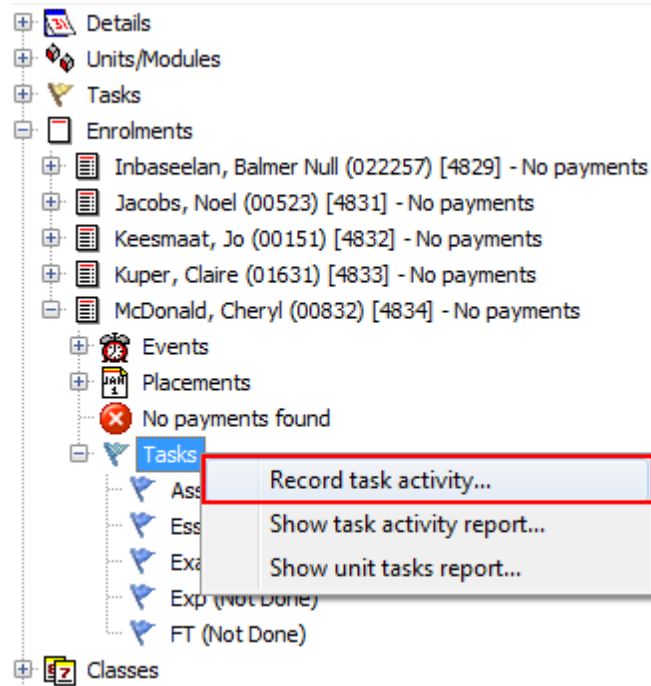 Details
Units/Modules
Tasks
Enrolments
Inbaseelan, Balmer Null (022257) [4829] - No payments
Jacobs, Noel (00523) [4831] - No payments
Keesmaat, Jo (00151) [4832] - No payments
Kuper, Claire (01631) [4833] - No payments
McDonald, Cheryl (00832) [4834] - No payments
Events
Placements
No payments found
Tasks
Record task activity...
Ass
Show task activity report...
Ess
Show unit tasks report...
Exa
Exp (Not Done)
FT (Not Done)
Classes